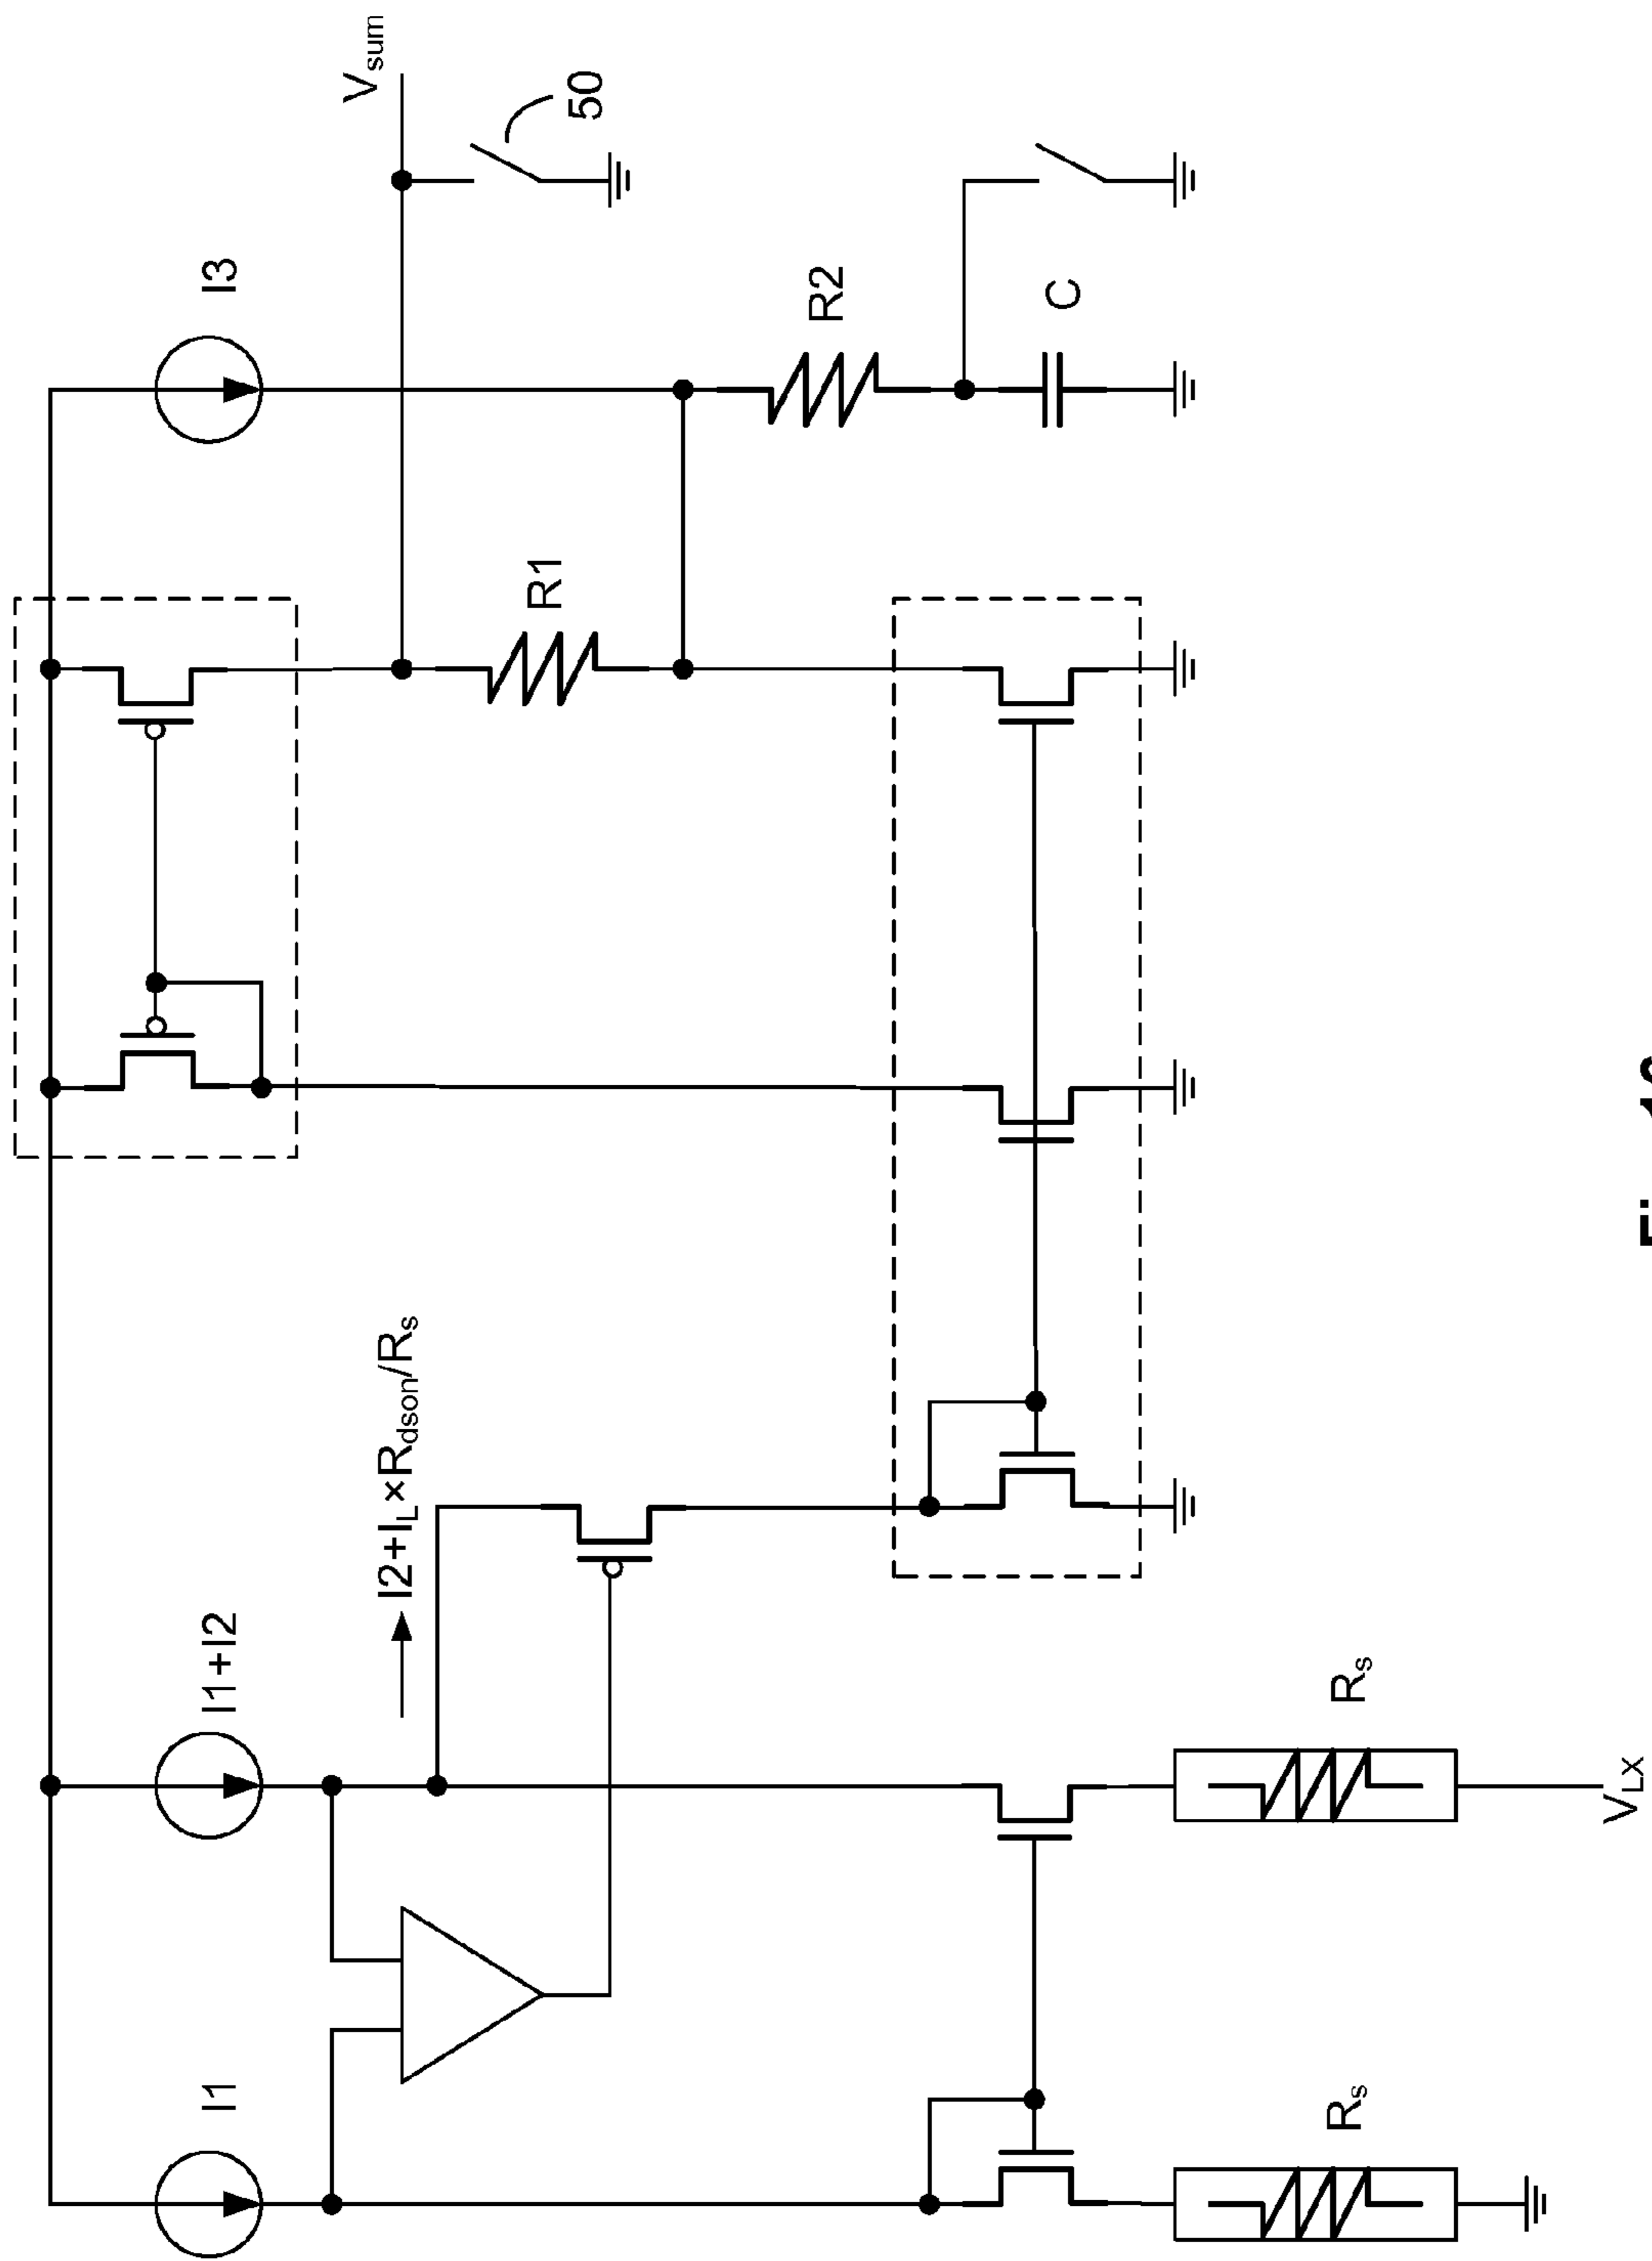 I1
I1+I2
I3
V_sum
I2+I_L×R_dson/R_s
50
R1
R2
C
R_s
R_s
V_LX